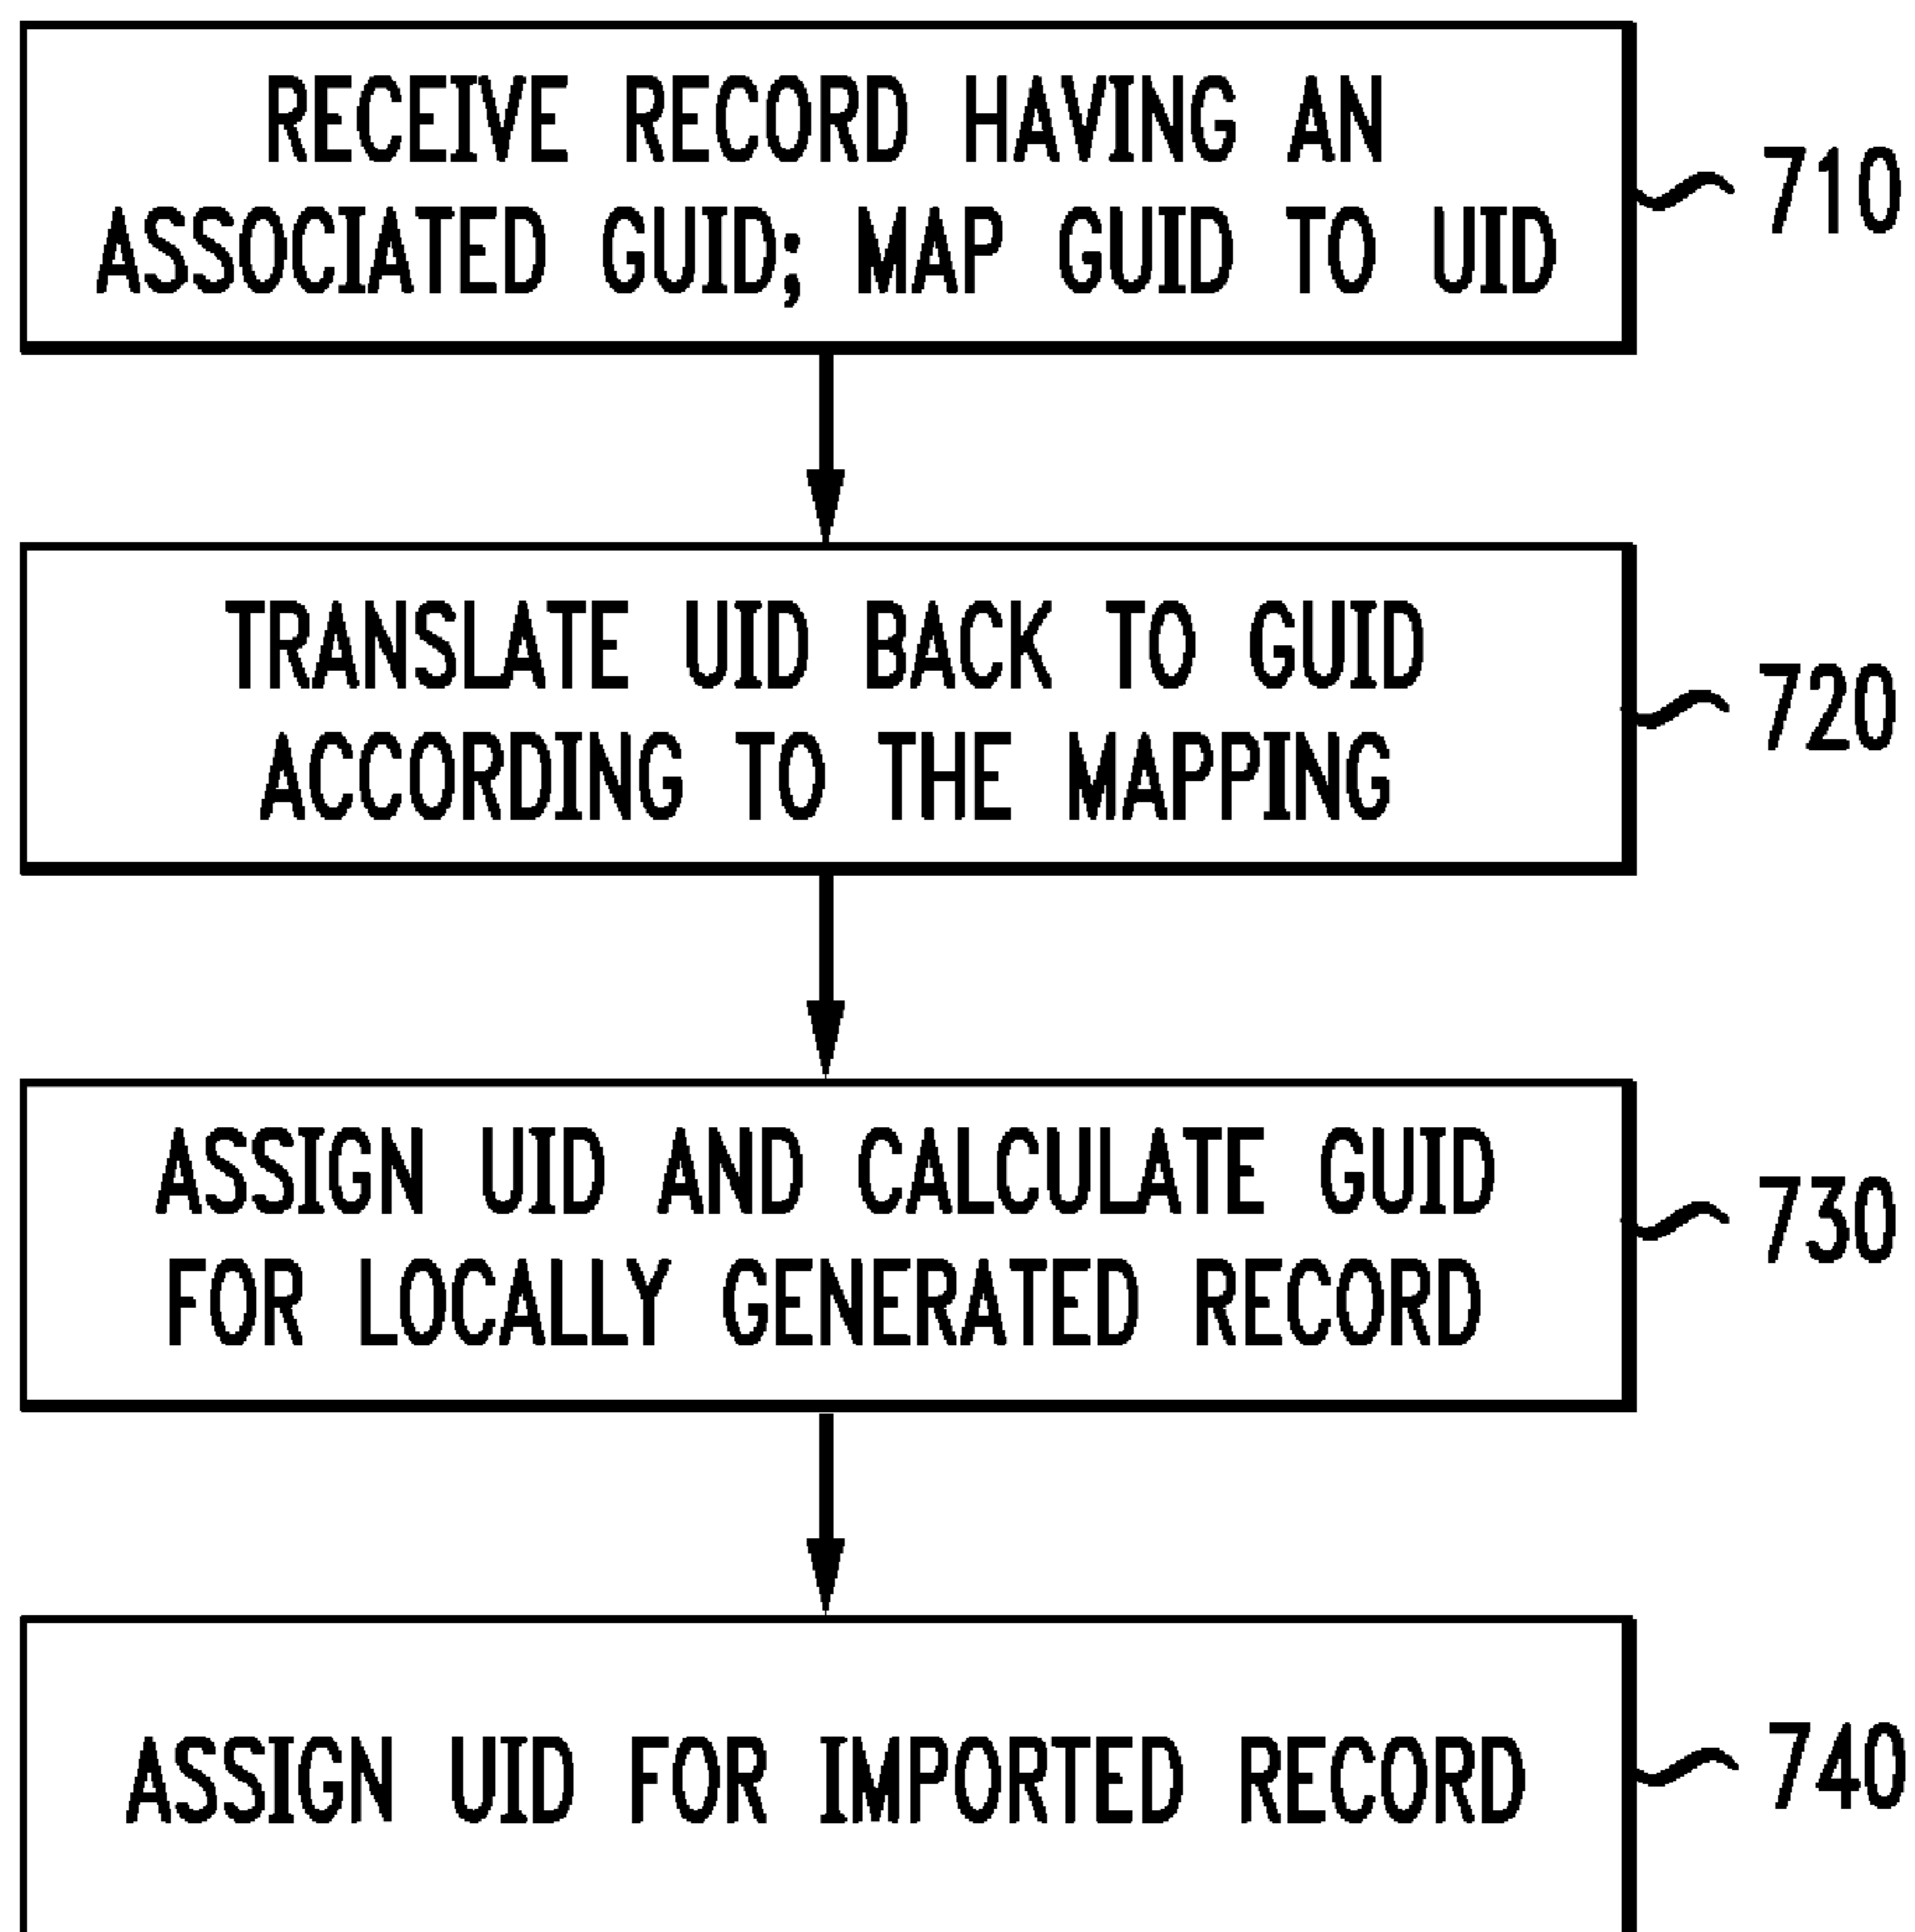 RECEIVE RECORD HAVING AN
ASSOCIATED GUID; MAP GUID TO UID
710
TRANSLATE UID BACK TO GUID
ACCORDING TO THE MAPPING
720
ASSIGN UID AND CALCULATE GUID
FOR LOCALLY GENERATED RECORD
730
ASSIGN UID FOR IMPORTED RECORD
740